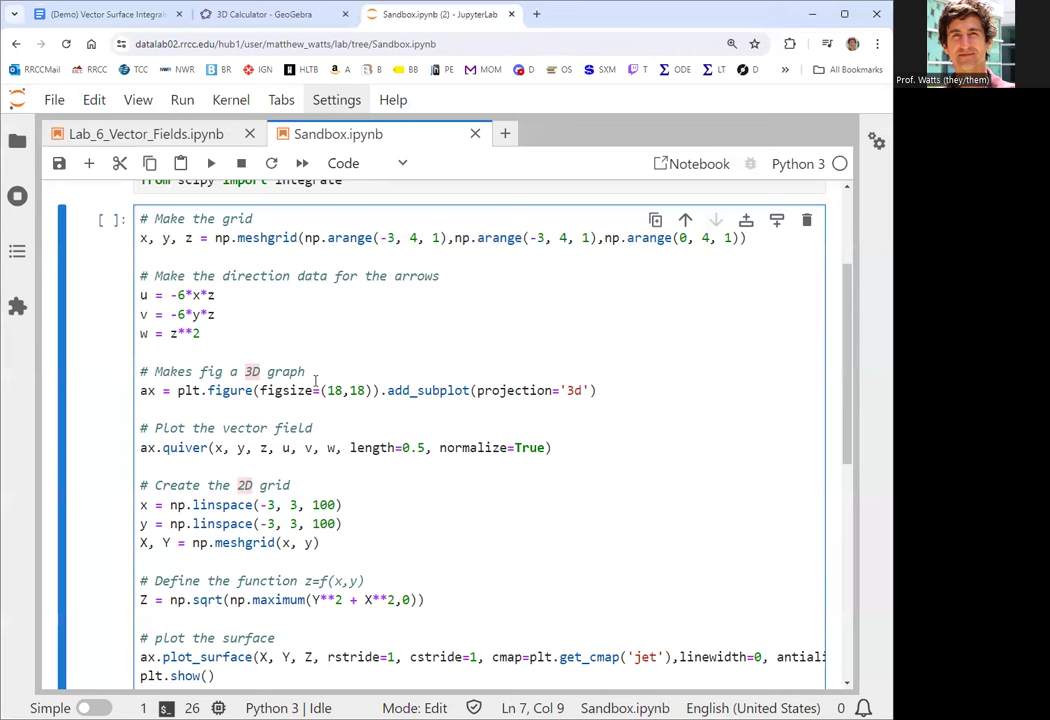 (Demo) Vector Surface Integral
3D Calculator - GeoGebra
Sandbox.ipynb (2) - JupyterLab
datalab02.rrcc.edu/hub1/user/matthew_watts/lab/tree/Sandbox.ipynb
RRCCMail
RRCC
TCC
NWR
BR
IGN
HLTB
A
B
BB
PE
MOM
D
OS
SXM
T
ODE
LT
D
All Bookmarks
Prof. Watts (they/them)
File
Edit
View
Run
Kernel
Tabs
Settings
Help
Lab_6_Vector_Fields.ipynb
Sandbox.ipynb
Code
Notebook
Python 3
from scipy import integrate
[ ]:
# Make the grid
x, y, z = np.meshgrid(np.arange(-3, 4, 1),np.arange(-3, 4, 1),np.arange(0, 4, 1))
# Make the direction data for the arrows
u = -6*x*z
v = -6*y*z
w = z**2
# Makes fig a 3D graph
ax = plt.figure(figsize=(18,18)).add_subplot(projection='3d')
# Plot the vector field
ax.quiver(x, y, z, u, v, w, length=0.5, normalize=True)
# Create the 2D grid
x = np.linspace(-3, 3, 100)
y = np.linspace(-3, 3, 100)
X, Y = np.meshgrid(x, y)
# Define the function z=f(x,y)
Z = np.sqrt(np.maximum(Y**2 + X**2,0))
# plot the surface
ax.plot_surface(X, Y, Z, rstride=1, cstride=1, cmap=plt.get_cmap('jet'),linewidth=0, antiali
plt.show()
Simple
1
26
Python 3 | Idle
Mode: Edit
Ln 7, Col 9
Sandbox.ipynb
English (United States)
0